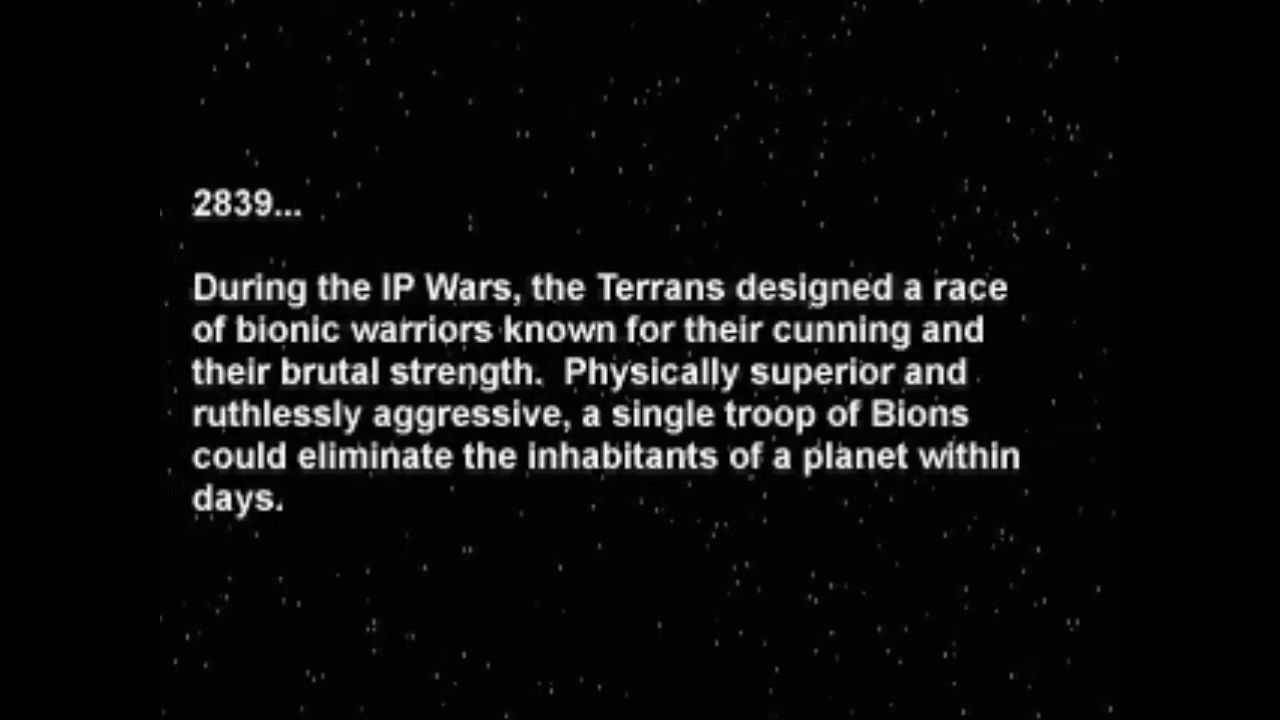 2839...
During the IP Wars, the Terrans designed a race
of bionic warriors known for their cunning and
their brutal strength.  Physically superior and
ruthlessly aggressive, a single troop of Bions
could eliminate the inhabitants of a planet within
days.